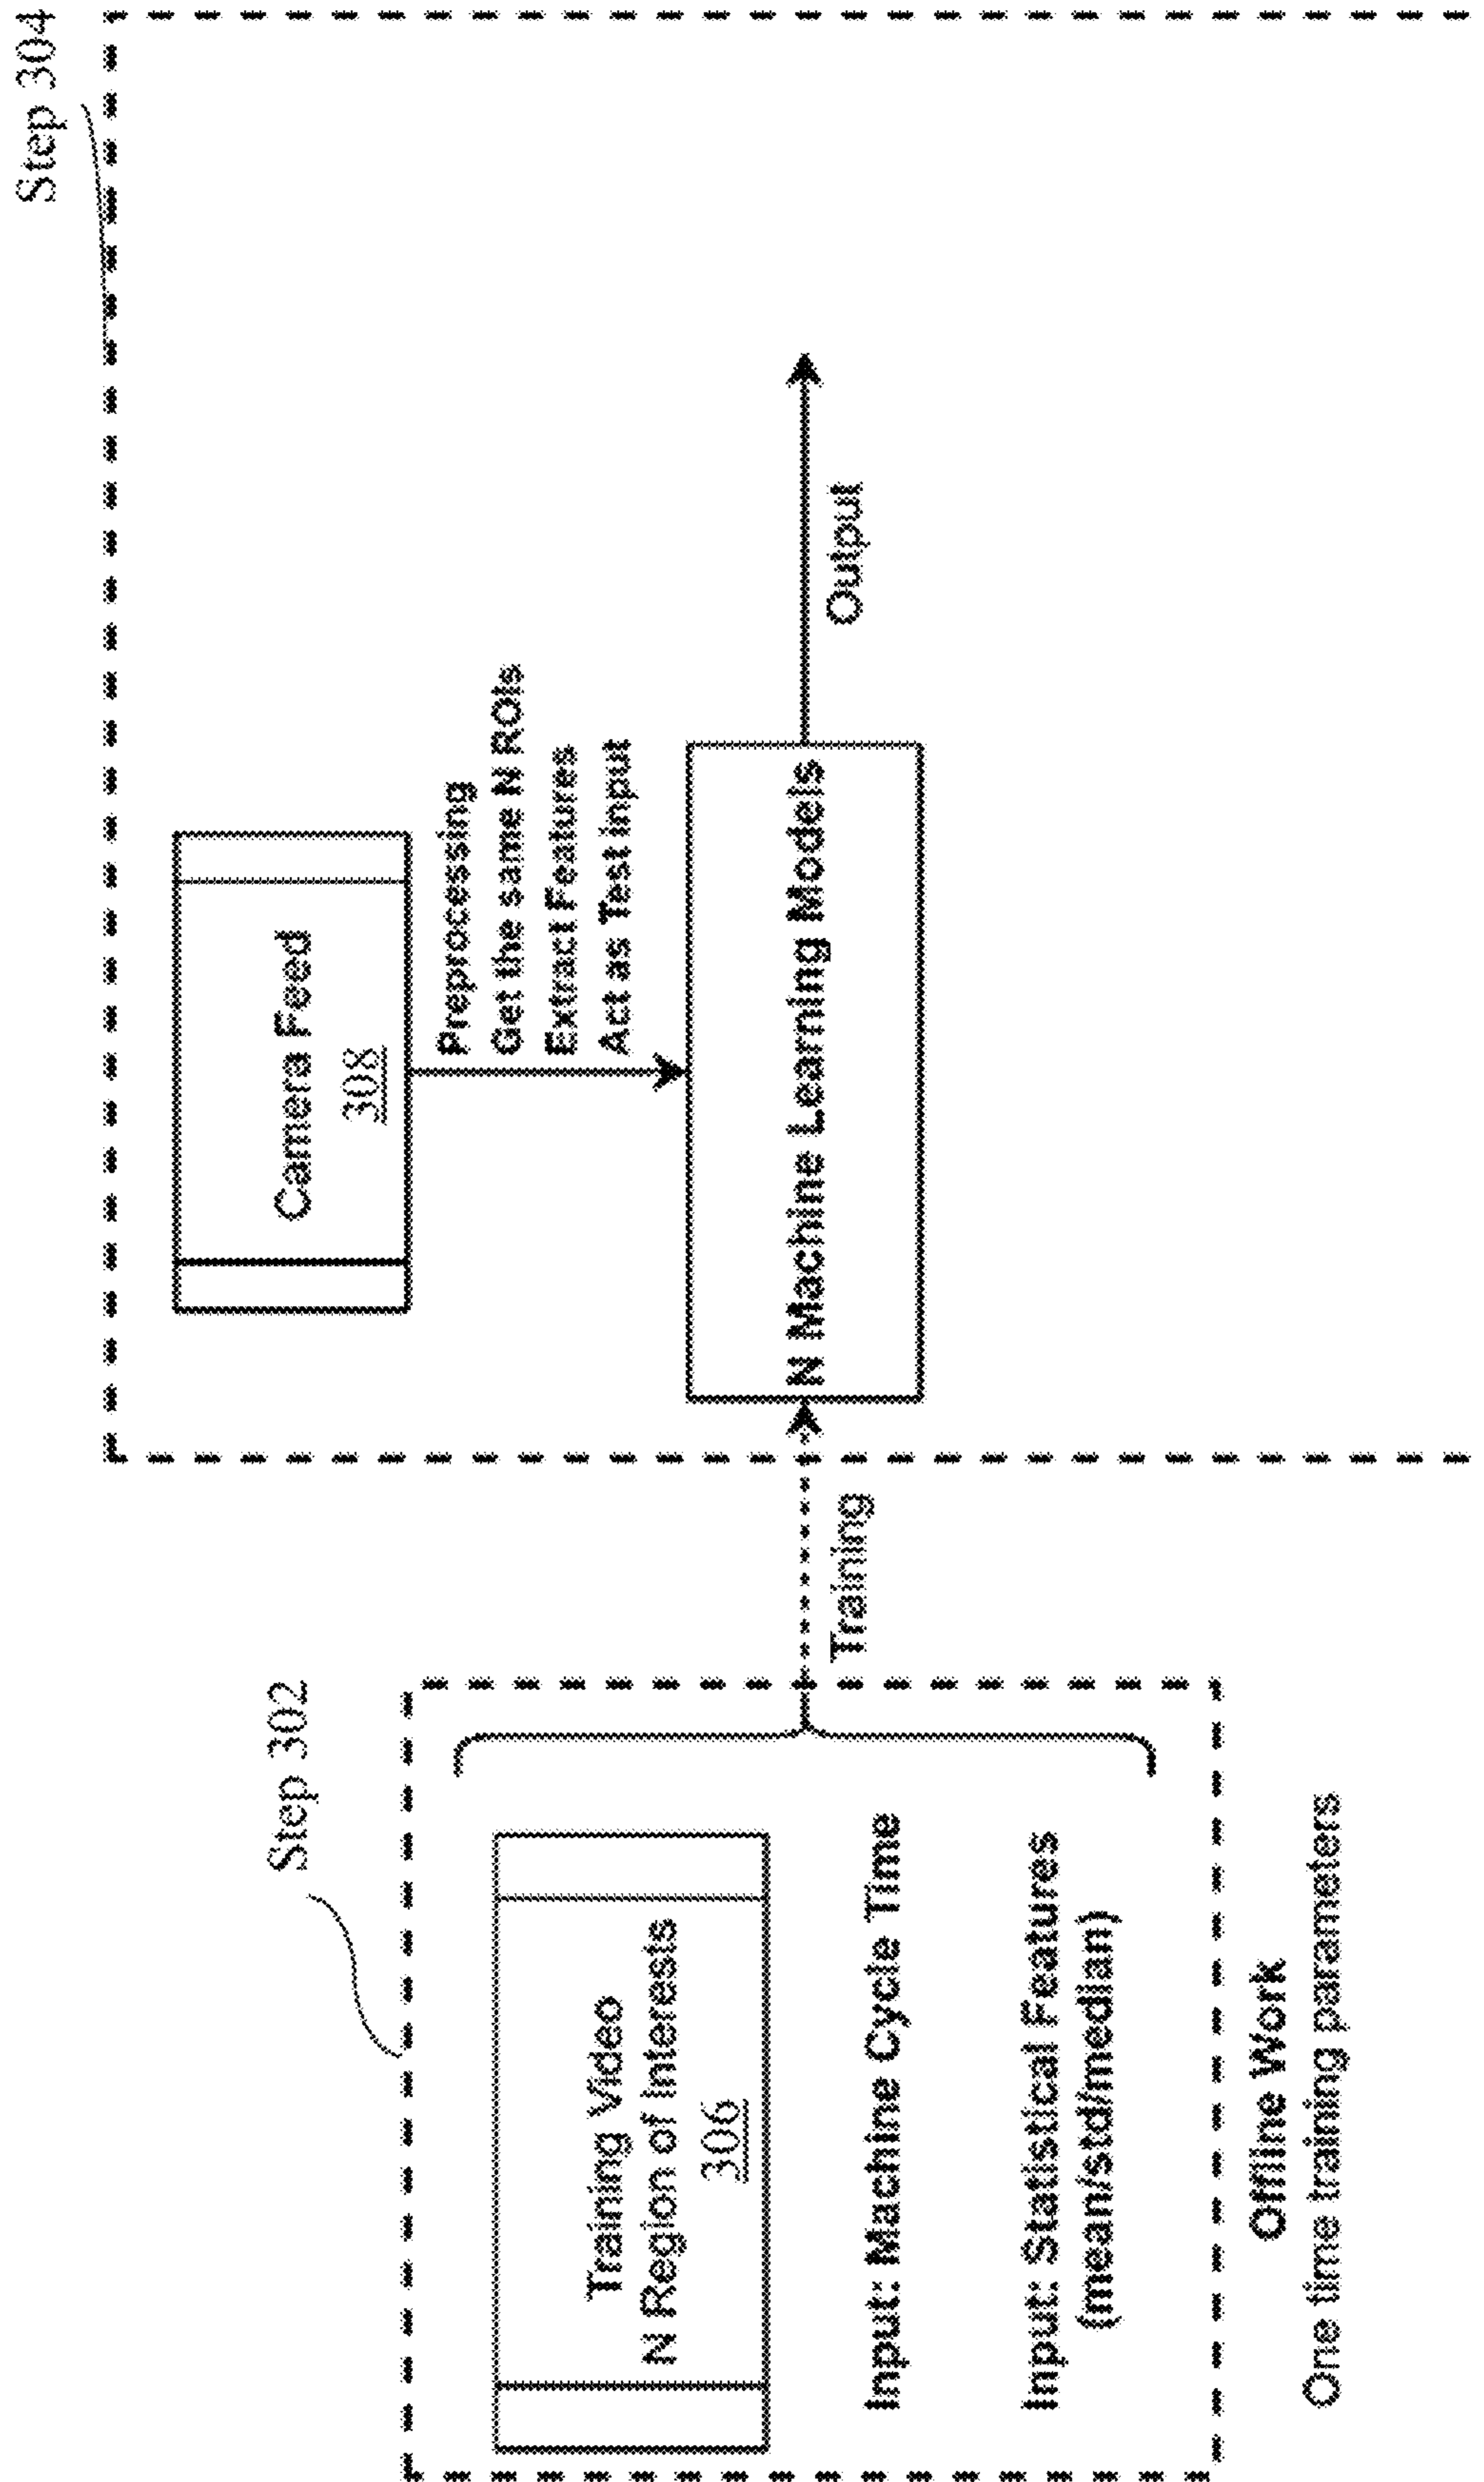 Step 302
Training Video
N Region of Interests
306
Input: Machine Cycle Time
Input: Statistical Features
(mean/std/median)
Offline Work
One time training parameters
Training
Step 304
Camera Feed
308
Preprocessing
Get the same N ROIs
Extract Features
Act as Test input
N Machine Learning Models
Output